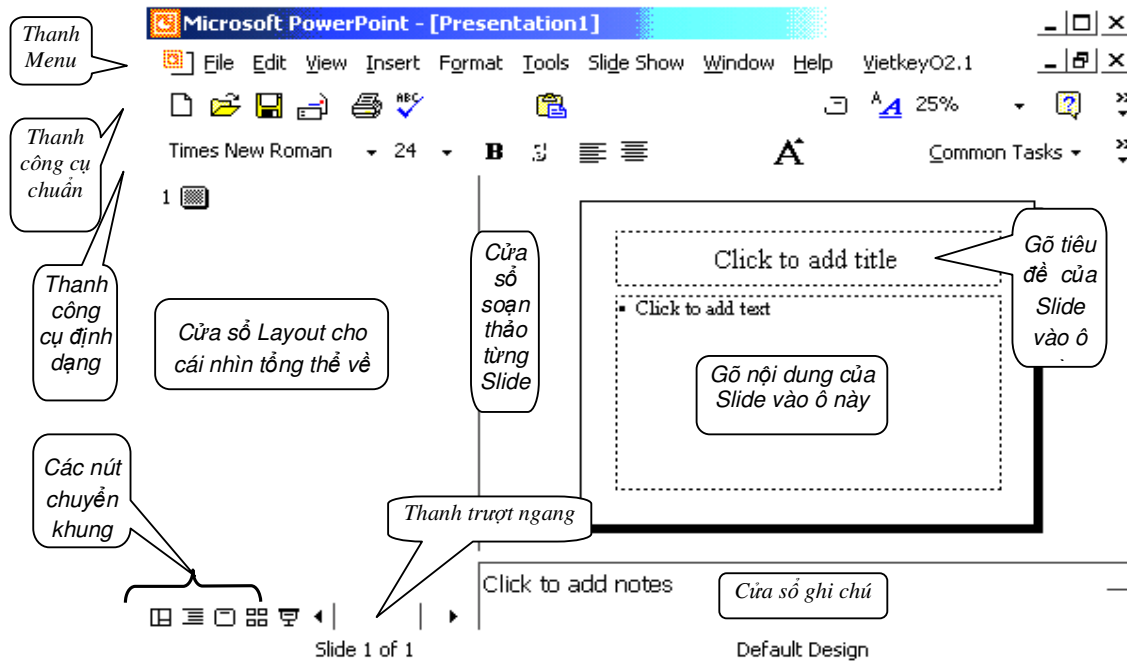 Microsoft PowerPoint - [Presentation1]
Thanh
Menu
File Edit View Insert Format Tools Slide Show Window Help VietkeyO2.1
ABC
A A 25%
Thanh
công cụ
chuẩn
Times New Roman 24 B A Common Tasks
1
Thanh
công
cụ định
dạng
Cửa sổ Layout cho
cái nhìn tổng thể về
Cửa
sổ
soạn
thảo
từng
Slide
Click to add title
Gõ tiêu
đề của
Slide
vào ô
▪ Click to add text
Gõ nội dung của
Slide vào ô này
Các nút
chuyển
khung
Thanh trượt ngang
Click to add notes
Cửa sổ ghi chú
Slide 1 of 1 Default Design